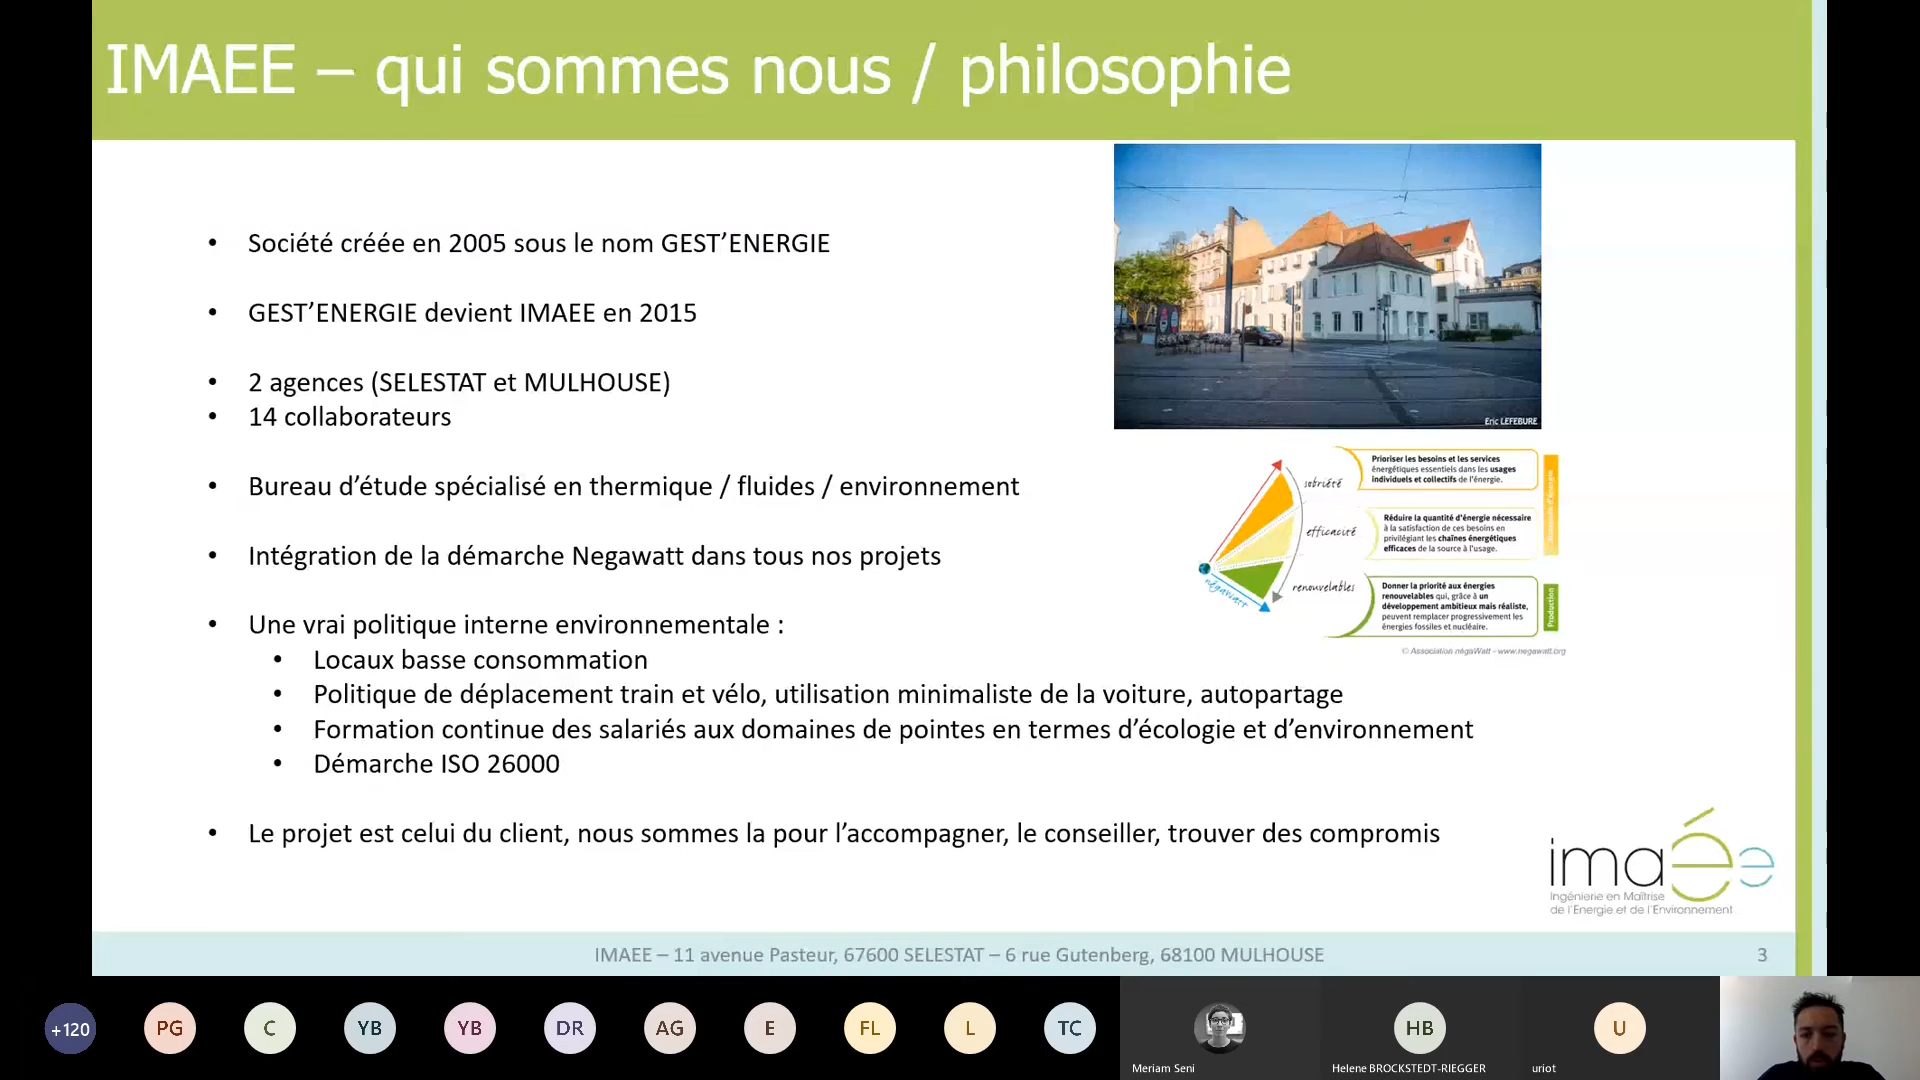 IMAEE – qui sommes nous / philosophie
• Société créée en 2005 sous le nom GEST’ENERGIE
• GEST’ENERGIE devient IMAEE en 2015
• 2 agences (SELESTAT et MULHOUSE)
• 14 collaborateurs
• Bureau d’étude spécialisé en thermique / fluides / environnement
• Intégration de la démarche Negawatt dans tous nos projets
• Une vrai politique interne environnementale :
• Locaux basse consommation
• Politique de déplacement train et vélo, utilisation minimaliste de la voiture, autopartage
• Formation continue des salariés aux domaines de pointes en termes d’écologie et d’environnement
• Démarche ISO 26000
• Le projet est celui du client, nous sommes la pour l’accompagner, le conseiller, trouver des compromis
Eric LEFEBURE
sobriété
Prioriser les besoins et les services
énergétiques essentiels dans les usages
individuels et collectifs de l'énergie.
efficacité
Réduire la quantité d'énergie nécessaire
à la satisfaction de ces besoins en
privilégiant les chaînes énergétiques
efficaces de la source à l'usage.
renouvelables
Donner la priorité aux énergies
renouvelables qui, grâce à un
développement ambitieux mais réaliste,
peuvent remplacer progressivement les
énergies fossiles et nucléaire.
Production
négawatt
© Association négaWatt - www.negawatt.org
imaÉe
Ingénierie en Maîtrise
de l'Energie et de l'Environnement
IMAEE – 11 avenue Pasteur, 67600 SELESTAT – 6 rue Gutenberg, 68100 MULHOUSE
3
+120
PG
C
YB
YB
DR
AG
E
FL
L
TC
HB
U
Meriam Seni
Helene BROCKSTEDT-RIEGGER
uriot